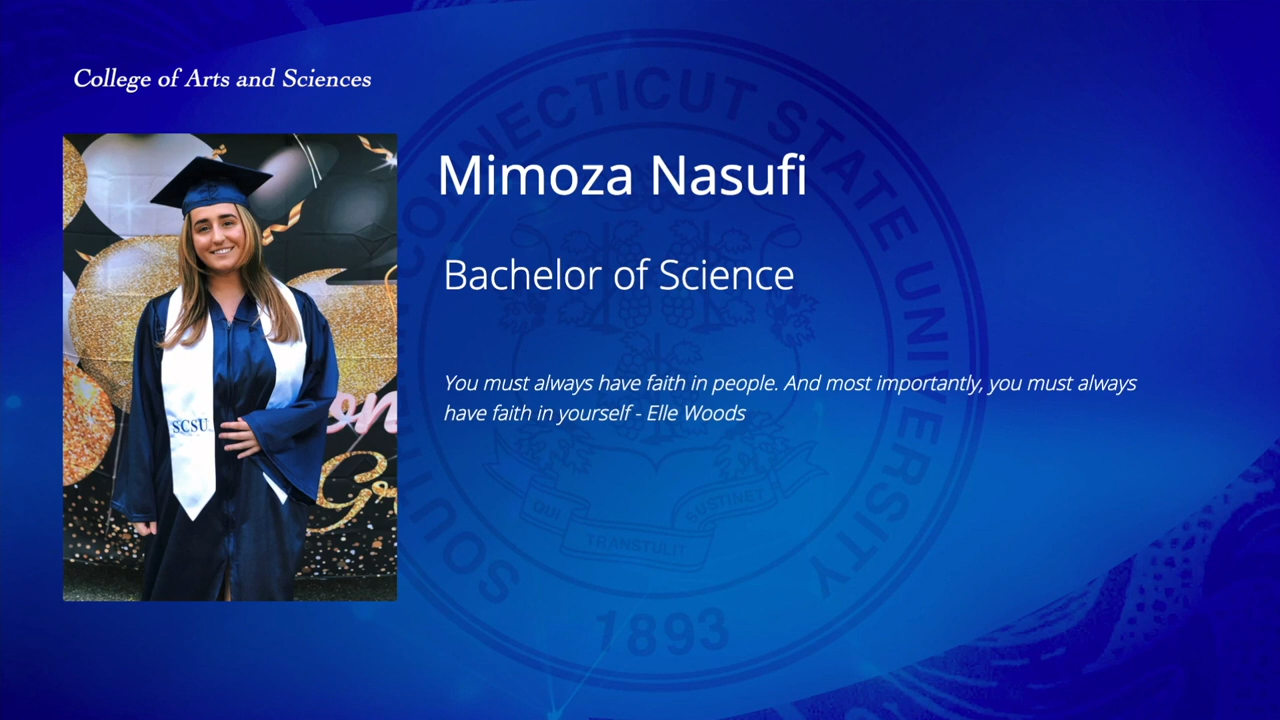 College of Arts and Sciences
Mimoza Nasufi
Bachelor of Science
You must always have faith in people. And most importantly, you must always
have faith in yourself - Elle Woods
SCSU
SOUTHERN CONNECTICUT STATE UNIVERSITY
QUI
TRANSTULIT
SUSTINET
1893